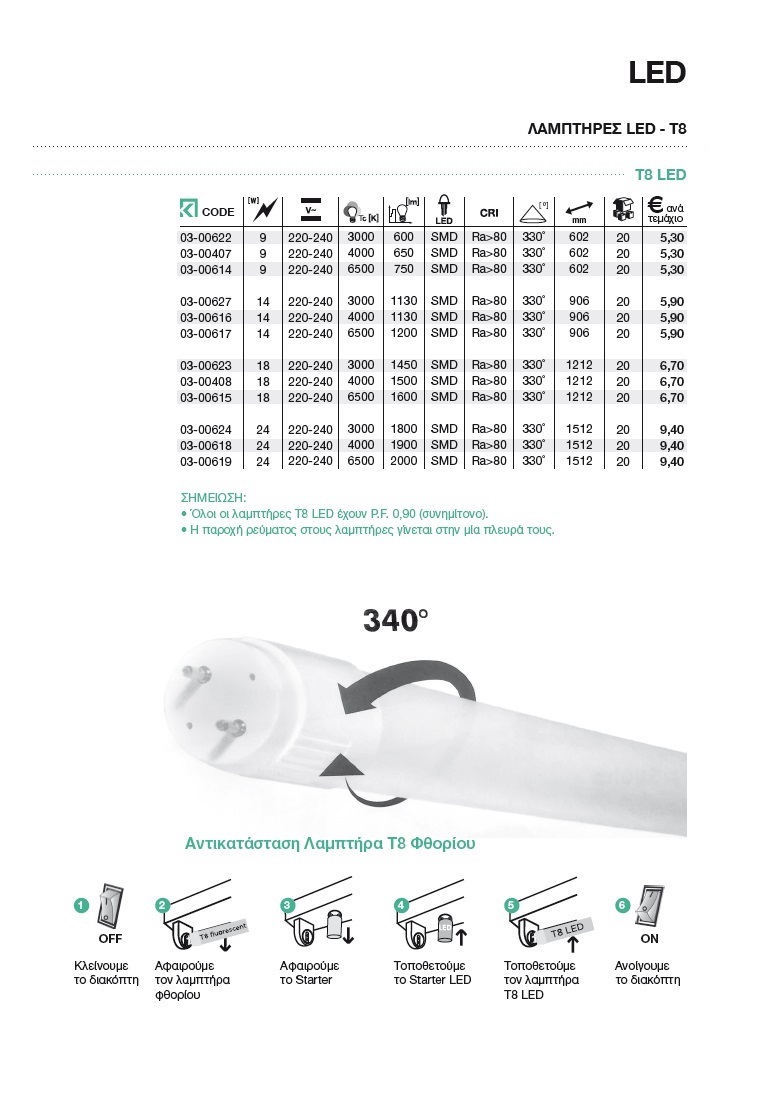 LED
ΛΑΜΠΤΗΡΕΣ LED - T8
T8 LED
CODE [W] V~ Tc [K] [lm] LED CRI [°] mm € ανά τεμάχιο
03-00622 9 220-240 3000 600 SMD Ra>80 330° 602 20 5,30
03-00407 9 220-240 4000 650 SMD Ra>80 330° 602 20 5,30
03-00614 9 220-240 6500 750 SMD Ra>80 330° 602 20 5,30
03-00627 14 220-240 3000 1130 SMD Ra>80 330° 906 20 5,90
03-00616 14 220-240 4000 1130 SMD Ra>80 330° 906 20 5,90
03-00617 14 220-240 6500 1200 SMD Ra>80 330° 906 20 5,90
03-00623 18 220-240 3000 1450 SMD Ra>80 330° 1212 20 6,70
03-00408 18 220-240 4000 1500 SMD Ra>80 330° 1212 20 6,70
03-00615 18 220-240 6500 1600 SMD Ra>80 330° 1212 20 6,70
03-00624 24 220-240 3000 1800 SMD Ra>80 330° 1512 20 9,40
03-00618 24 220-240 4000 1900 SMD Ra>80 330° 1512 20 9,40
03-00619 24 220-240 6500 2000 SMD Ra>80 330° 1512 20 9,40
ΣΗΜΕΙΩΣΗ:
• Όλοι οι λαμπτήρες T8 LED έχουν P.F. 0,90 (συνημίτονο).
• Η παροχή ρεύματος στους λαμπτήρες γίνεται στην μία πλευρά τους.
340°
Αντικατάσταση Λαμπτήρα T8 Φθορίου
1
OFF
Κλείνουμε
το διακόπτη
2
T8 fluorescent
Αφαιρούμε
τον λαμπτήρα
φθορίου
3
Αφαιρούμε
το Starter
4
LED
Τοποθετούμε
το Starter LED
5
T8 LED
Τοποθετούμε
τον λαμπτήρα
T8 LED
6
ON
Ανοίγουμε
το διακόπτη